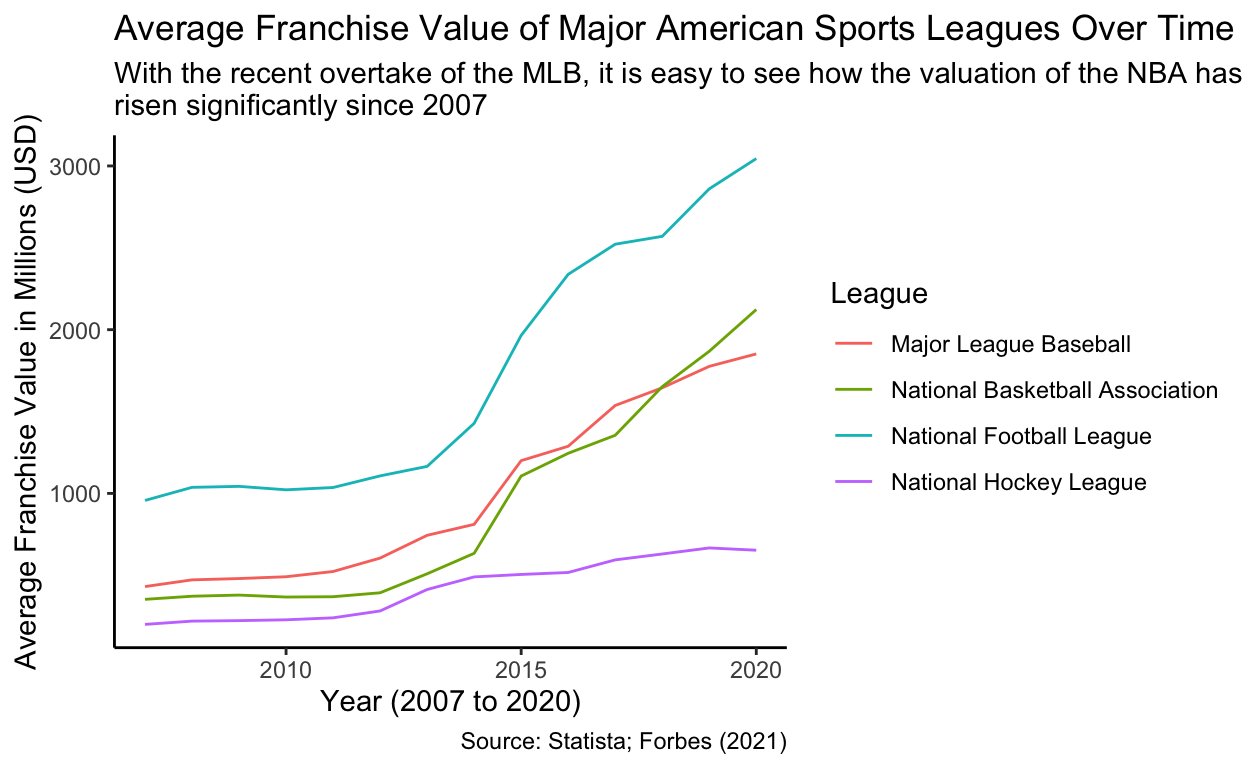 Average Franchise Value of Major American Sports Leagues Over Time
With the recent overtake of the MLB, it is easy to see how the valuation of the NBA has
risen significantly since 2007
Average Franchise Value in Millions (USD)
3000
2000
1000
2010
2015
2020
Year (2007 to 2020)
Source: Statista; Forbes (2021)
League
Major League Baseball
National Basketball Association
National Football League
National Hockey League